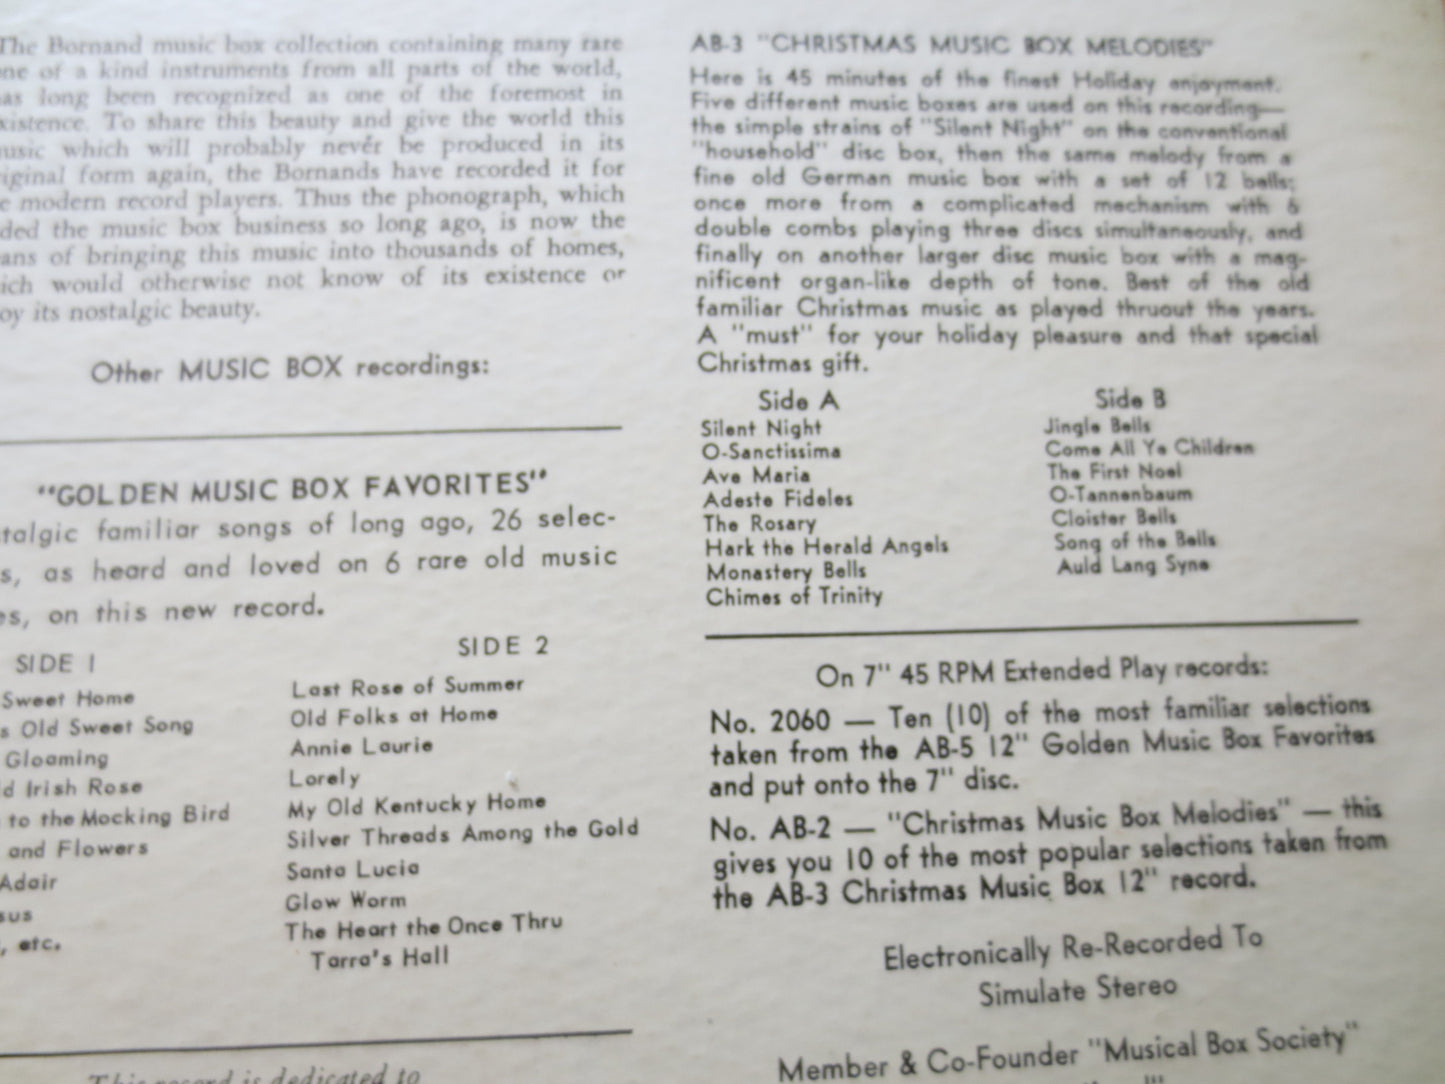 The Bornand music box collection containing many rare
one of a kind instruments from all parts of the world,
has long been recognized as one of the foremost in
existence. To share this beauty and give the world this
music which will probably never be produced in its
original form again, the Bornands have recorded it for
modern record players. Thus the phonograph, which
ded the music box business so long ago, is now the
ans of bringing this music into thousands of homes,
ich would otherwise not know of its existence or
oy its nostalgic beauty.
Other MUSIC BOX recordings:
"GOLDEN MUSIC BOX FAVORITES"
talgic familiar songs of long ago, 26 selec-
s, as heard and loved on 6 rare old music
es, on this new record.
SIDE 1
Sweet Home
s Old Sweet Song
Gloaming
d Irish Rose
to the Mocking Bird
and Flowers
Adair
sus
, etc.
SIDE 2
Last Rose of Summer
Old Folks at Home
Annie Laurie
Lorely
My Old Kentucky Home
Silver Threads Among the Gold
Santa Lucia
Glow Worm
The Heart the Once Thru
Tarra's Hall
This record is dedicated to
AB-3 "CHRISTMAS MUSIC BOX MELODIES"
Here is 45 minutes of the finest Holiday enjoyment.
Five different music boxes are used on this recording—
the simple strains of "Silent Night" on the conventional
"household" disc box, then the same melody from a
fine old German music box with a set of 12 bells;
once more from a complicated mechanism with 6
double combs playing three discs simultaneously, and
finally on another larger disc music box with a mag-
nificent organ-like depth of tone. Best of the old
familiar Christmas music as played thruout the years.
A "must" for your holiday pleasure and that special
Christmas gift.
Side A
Silent Night
O-Sanctissima
Ave Maria
Adeste Fideles
The Rosary
Hark the Herald Angels
Monastery Bells
Chimes of Trinity
Side B
Jingle Bells
Come All Ye Children
The First Noel
O-Tannenbaum
Cloister Bells
Song of the Bells
Auld Lang Syne
On 7" 45 RPM Extended Play records:
No. 2060 — Ten (10) of the most familiar selections
taken from the AB-5 12" Golden Music Box Favorites
and put onto the 7" disc.
No. AB-2 — "Christmas Music Box Melodies" — this
gives you 10 of the most popular selections taken from
the AB-3 Christmas Music Box 12" record.
Electronically Re-Recorded To
Simulate Stereo
Member & Co-Founder "Musical Box Society"